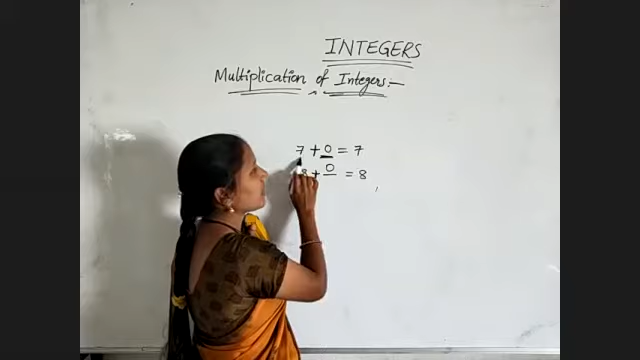 INTEGERS
Multiplication of Integers:-
7 + 0 = 7
8 + 0 = 8